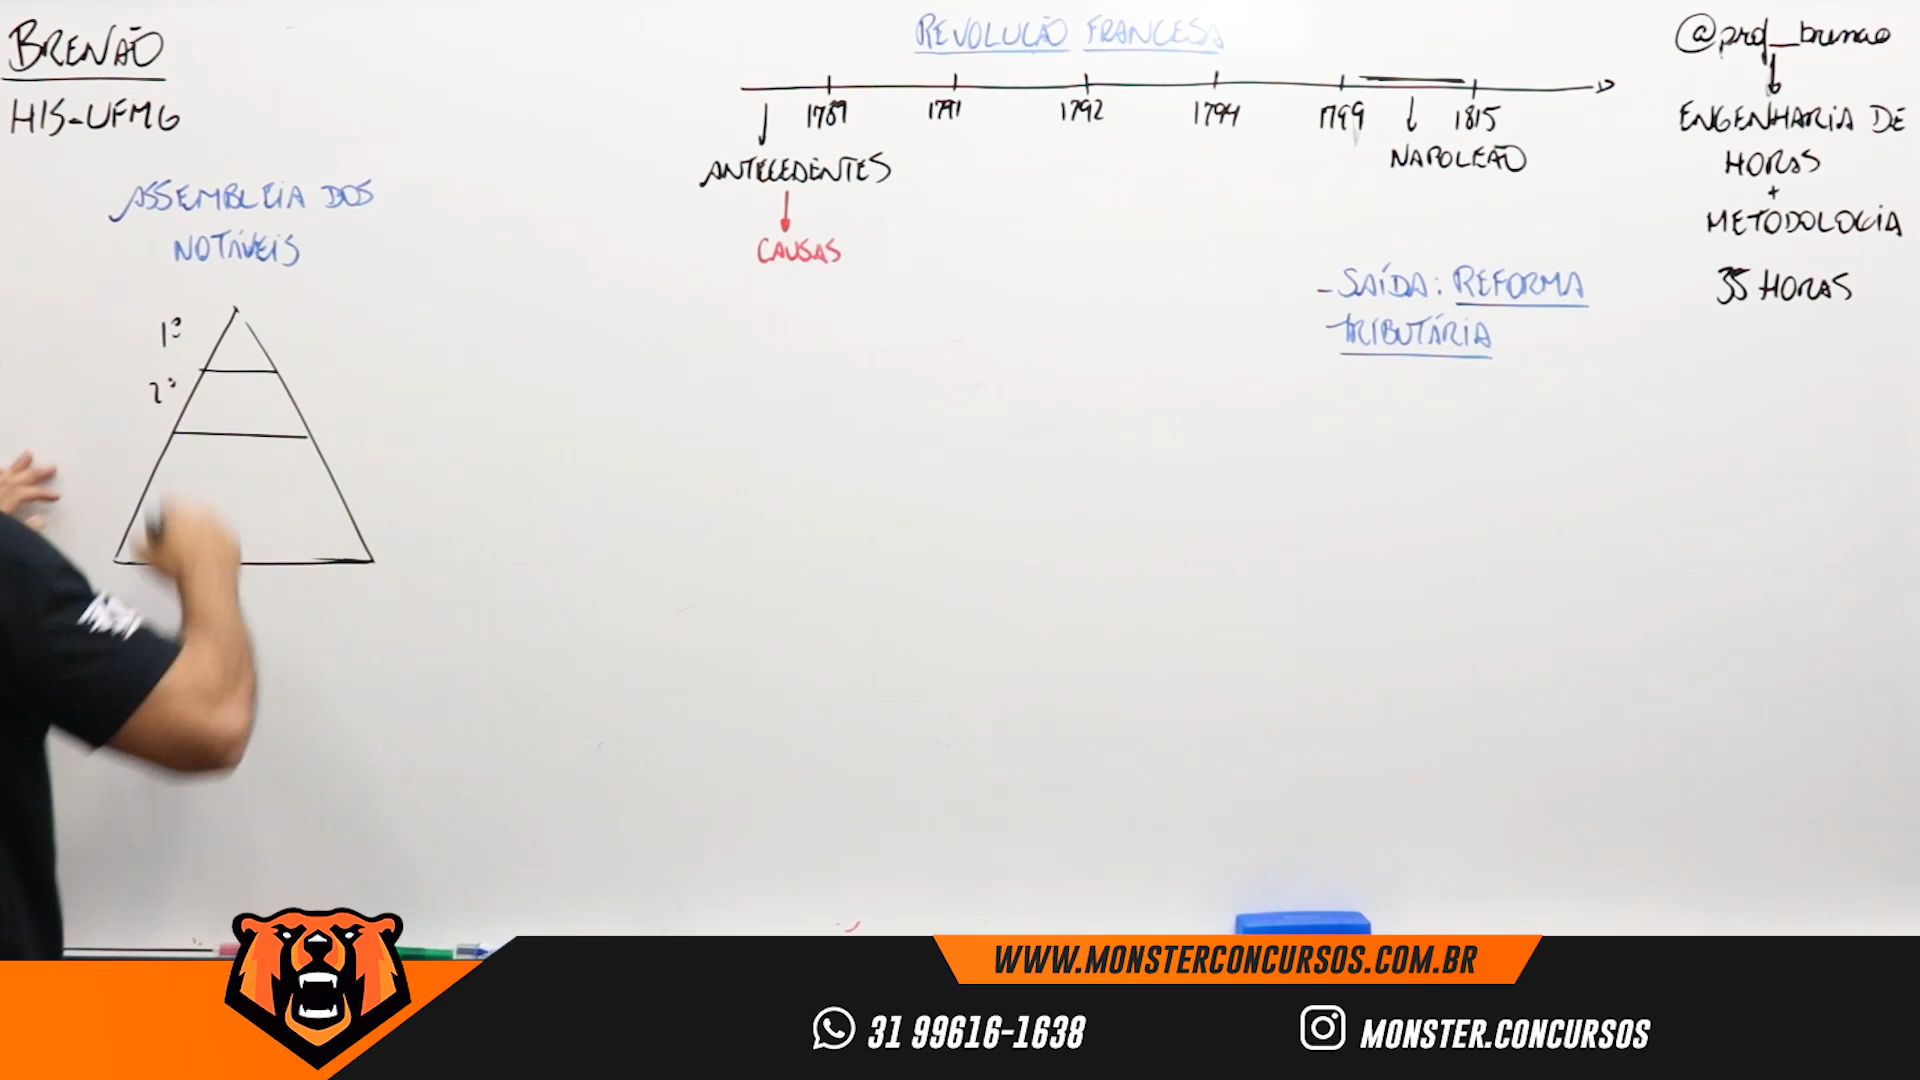 BRENÃO
HIS-UFMG
REVOLUÇÃO FRANCESA
1789 1791 1792 1794 1799 1815
ANTECEDENTES
CAUSAS
NAPOLEÃO
@prof_brenao
ENGENHARIA DE
HORAS
+
METODOLOGIA
35 HORAS
- SAÍDA: REFORMA
TRIBUTÁRIA
ASSEMBLEIA DOS
NOTÁVEIS
1º
2º
WWW.MONSTERCONCURSOS.COM.BR
31 99616-1638
MONSTER.CONCURSOS